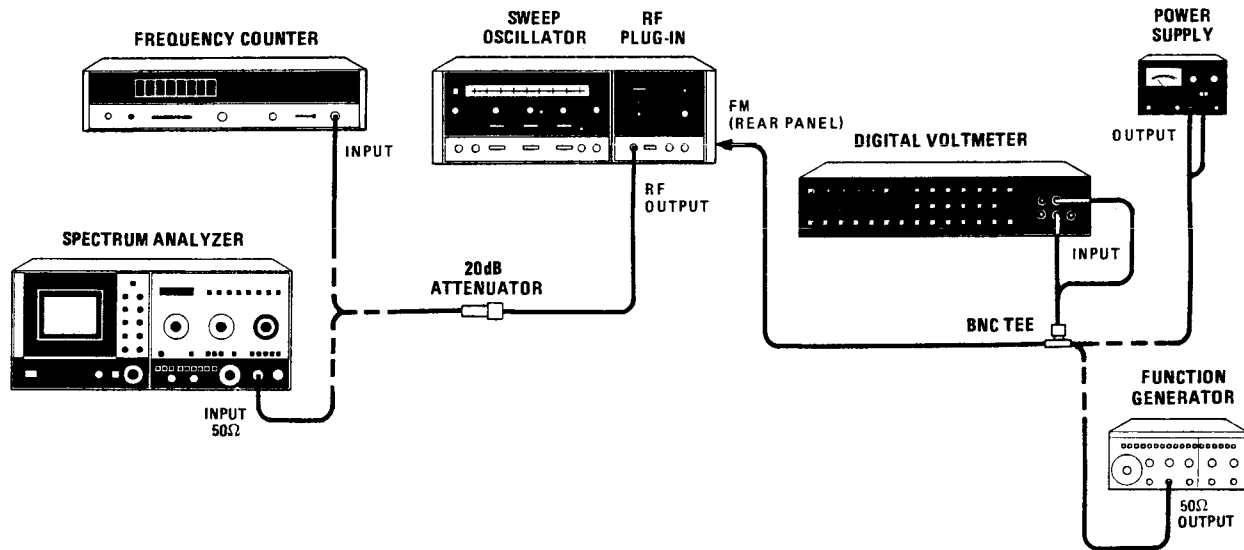 SWEEP
OSCILLATOR
RF
PLUG-IN
POWER
SUPPLY
FREQUENCY COUNTER
FM
(REAR PANEL)
OUTPUT
DIGITAL VOLTMETER
INPUT
RF
OUTPUT
SPECTRUM ANALYZER
INPUT
20dB
ATTENUATOR
BNC TEE
FUNCTION
GENERATOR
INPUT
50Ω
50Ω
OUTPUT